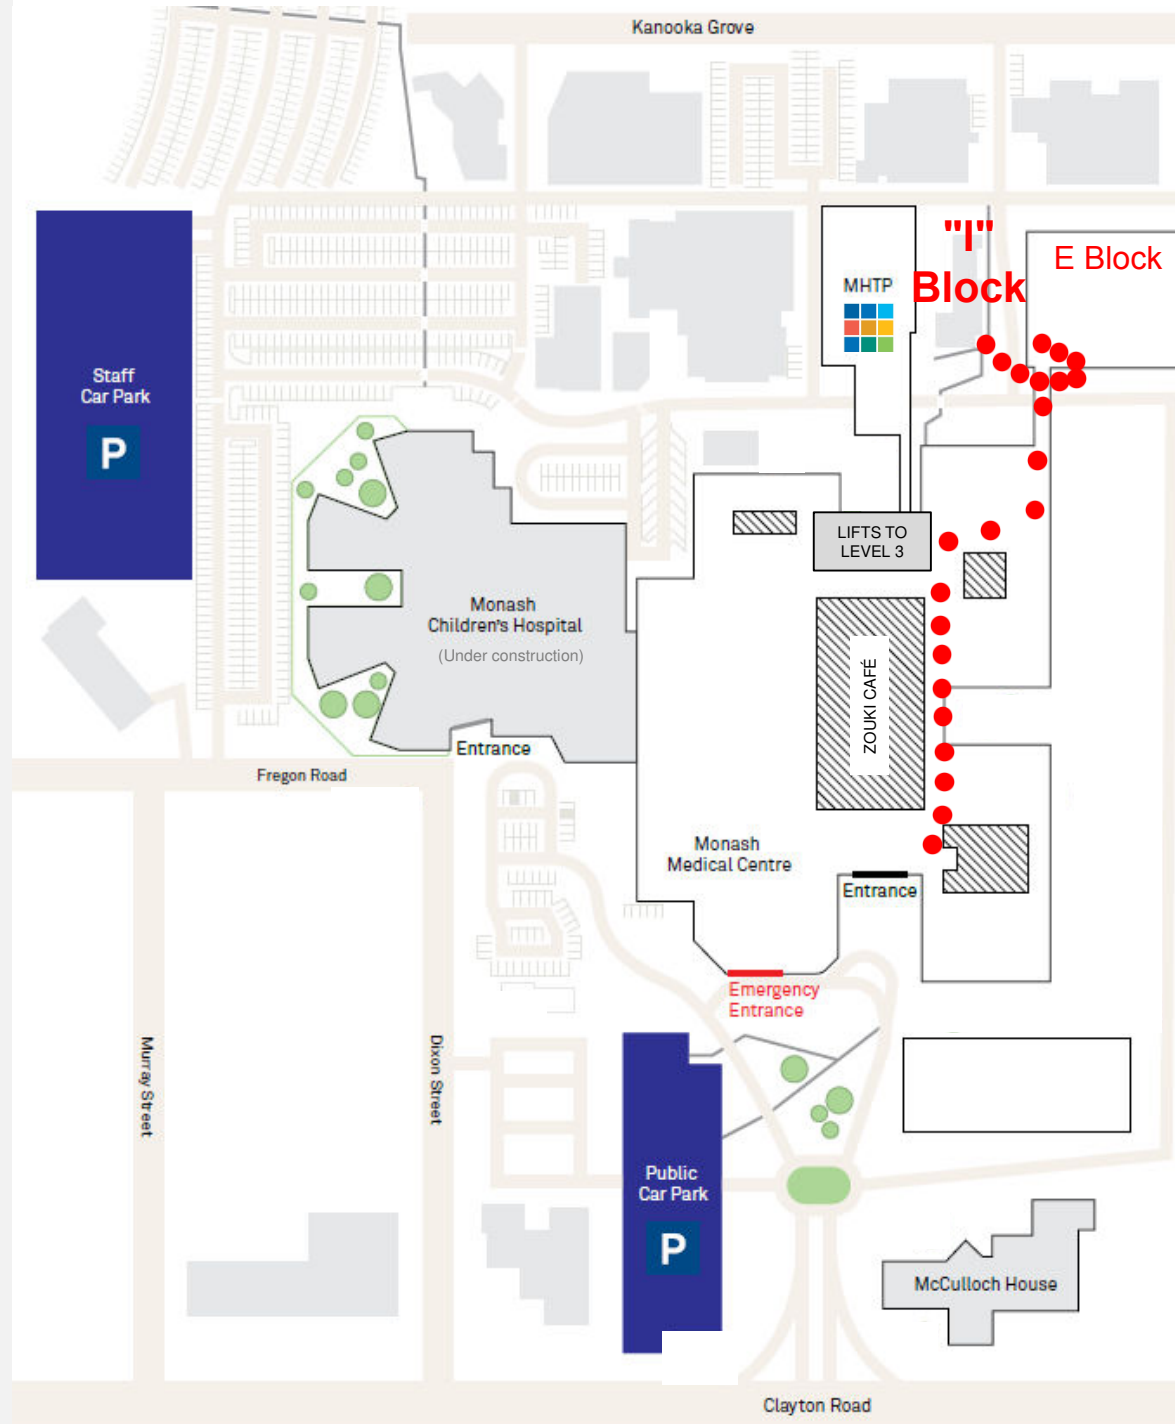 Kanooka Grove
"I"
Block
E Block
MHTP
Staff
Car Park
P
LIFTS TO
LEVEL 3
Monash
Children's Hospital
(Under construction)
ZOUKI CAFÉ
Entrance
Fregon Road
Monash
Medical Centre
Entrance
Emergency
Entrance
Murray Street
Dixon Street
Public
Car Park
P
McCulloch House
Clayton Road